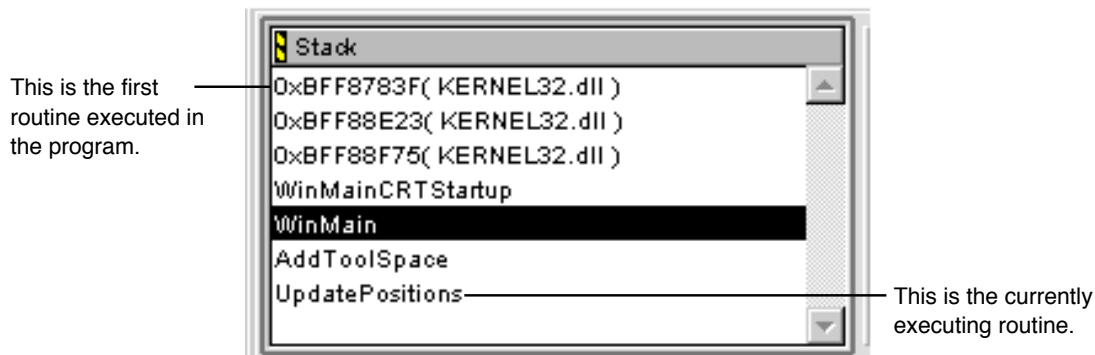 Stack
This is the first
routine executed in
the program.
0xBFF8783F( KERNEL32.dll )
0xBFF88E23( KERNEL32.dll )
0xBFF88F75( KERNEL32.dll )
WinMainCRTStartup
WinMain
AddToolSpace
UpdatePositions
This is the currently
executing routine.